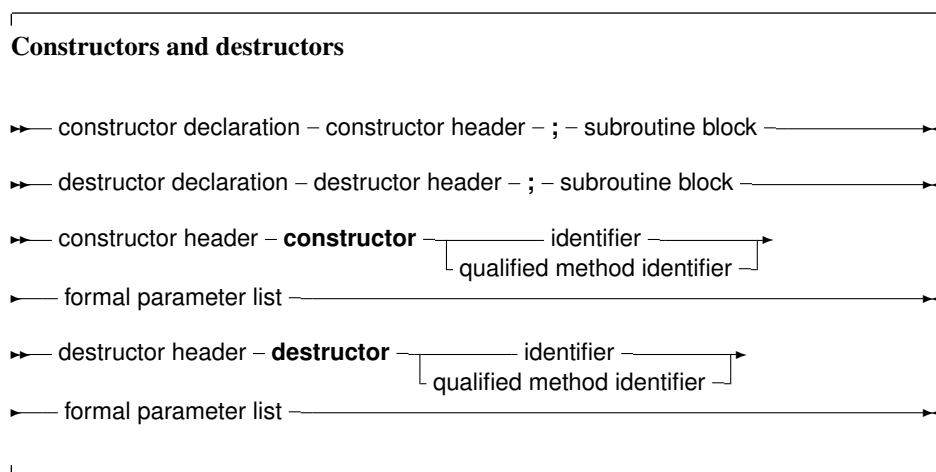 Constructors and destructors
constructor declaration constructor header ; subroutine block
destructor declaration destructor header ; subroutine block
constructor header constructor identifier
qualified method identifier
formal parameter list
destructor header destructor identifier
qualified method identifier
formal parameter list